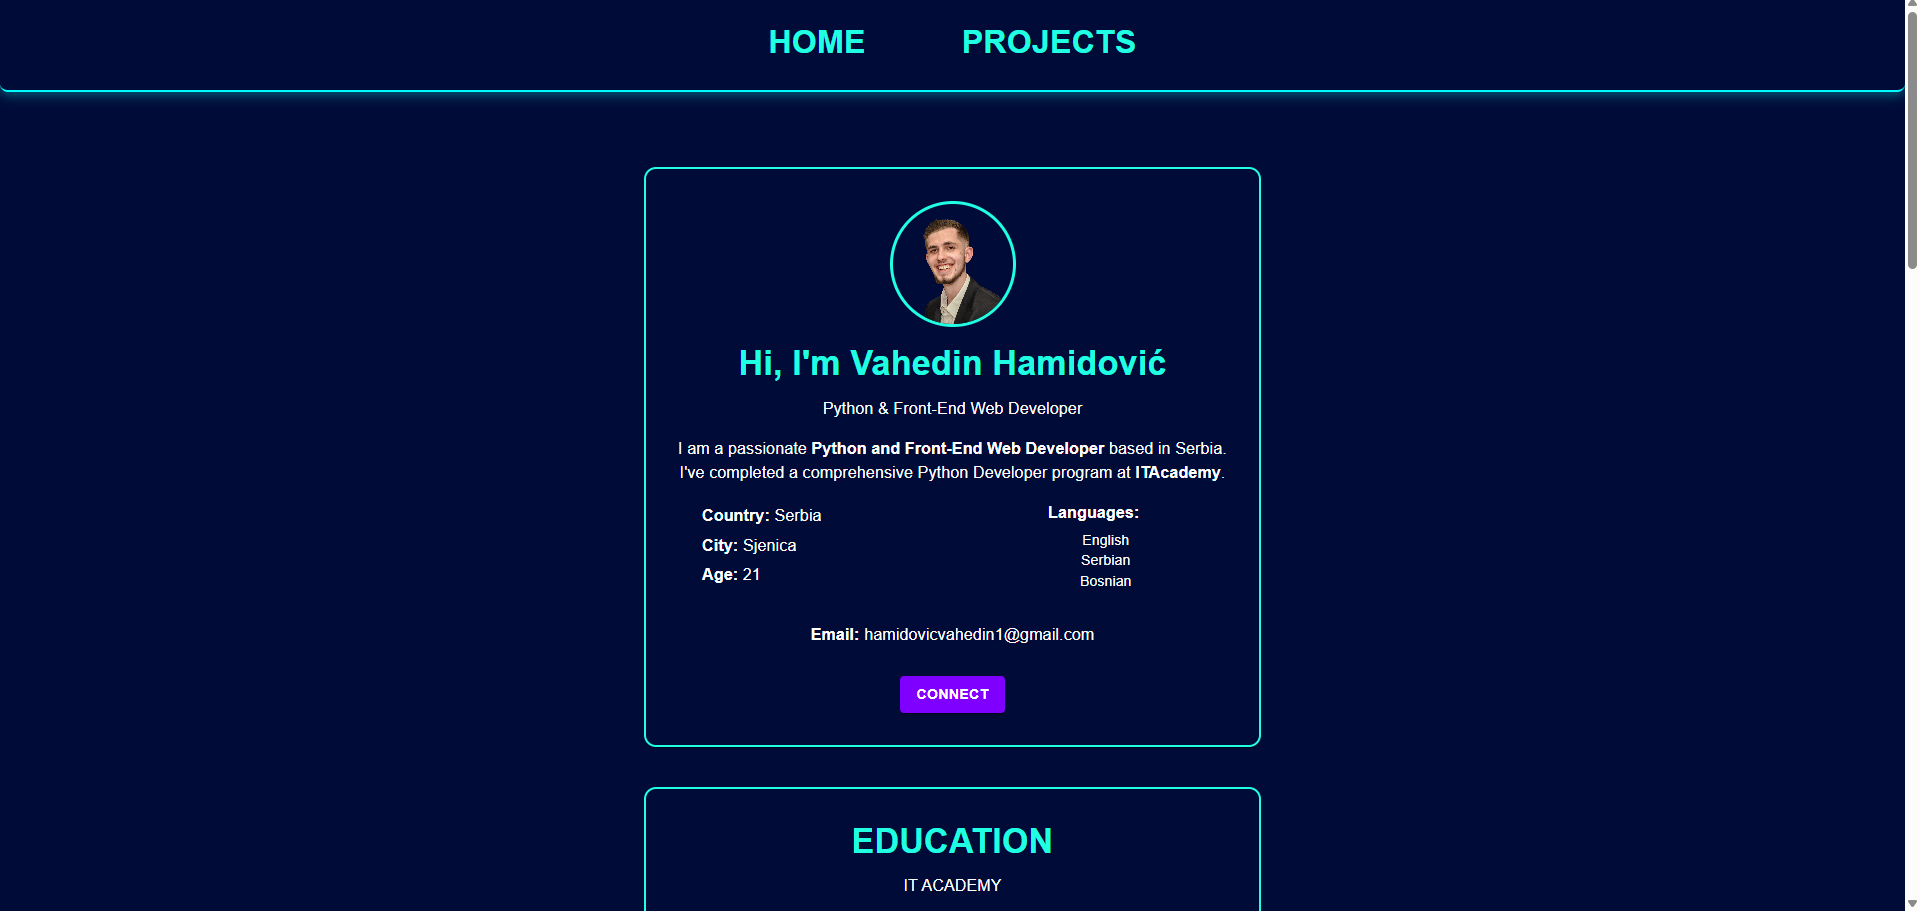 HOME PROJECTS
Hi, I'm Vahedin Hamidović
Python & Front-End Web Developer
I am a passionate Python and Front-End Web Developer based in Serbia.
I've completed a comprehensive Python Developer program at ITAcademy.
Country: Serbia
City: Sjenica
Age: 21
Languages:
English
Serbian
Bosnian
Email: hamidovicvahedin1@gmail.com
CONNECT
EDUCATION
IT ACADEMY